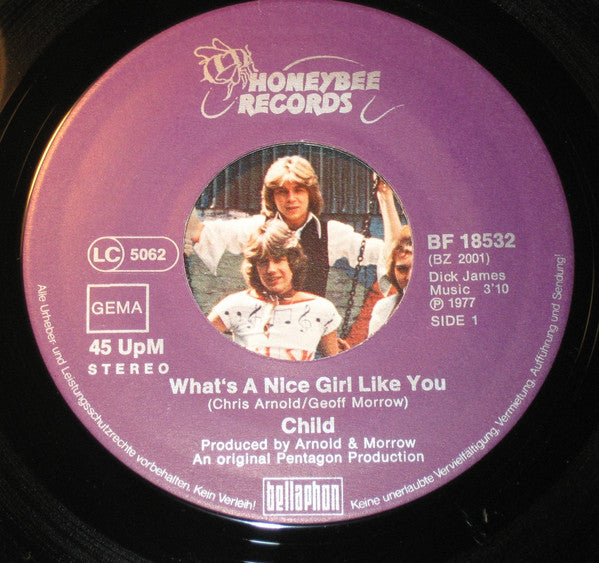 HONEYBEE
RECORDS
LC 5062
GEMA
45 UpM
STEREO
BF 18532
(BZ 2001)
Dick James
Music 3'10
℗ 1977
SIDE 1
What's A Nice Girl Like You
(Chris Arnold/Geoff Morrow)
Child
Produced by Arnold & Morrow
An original Pentagon Production
bellaphon
Alle Urheber- und Leistungsschutzrechte vorbehalten. Kein Verleih! Keine unerlaubte Vervielfältigung, Vermietung, Aufführung und Sendung!